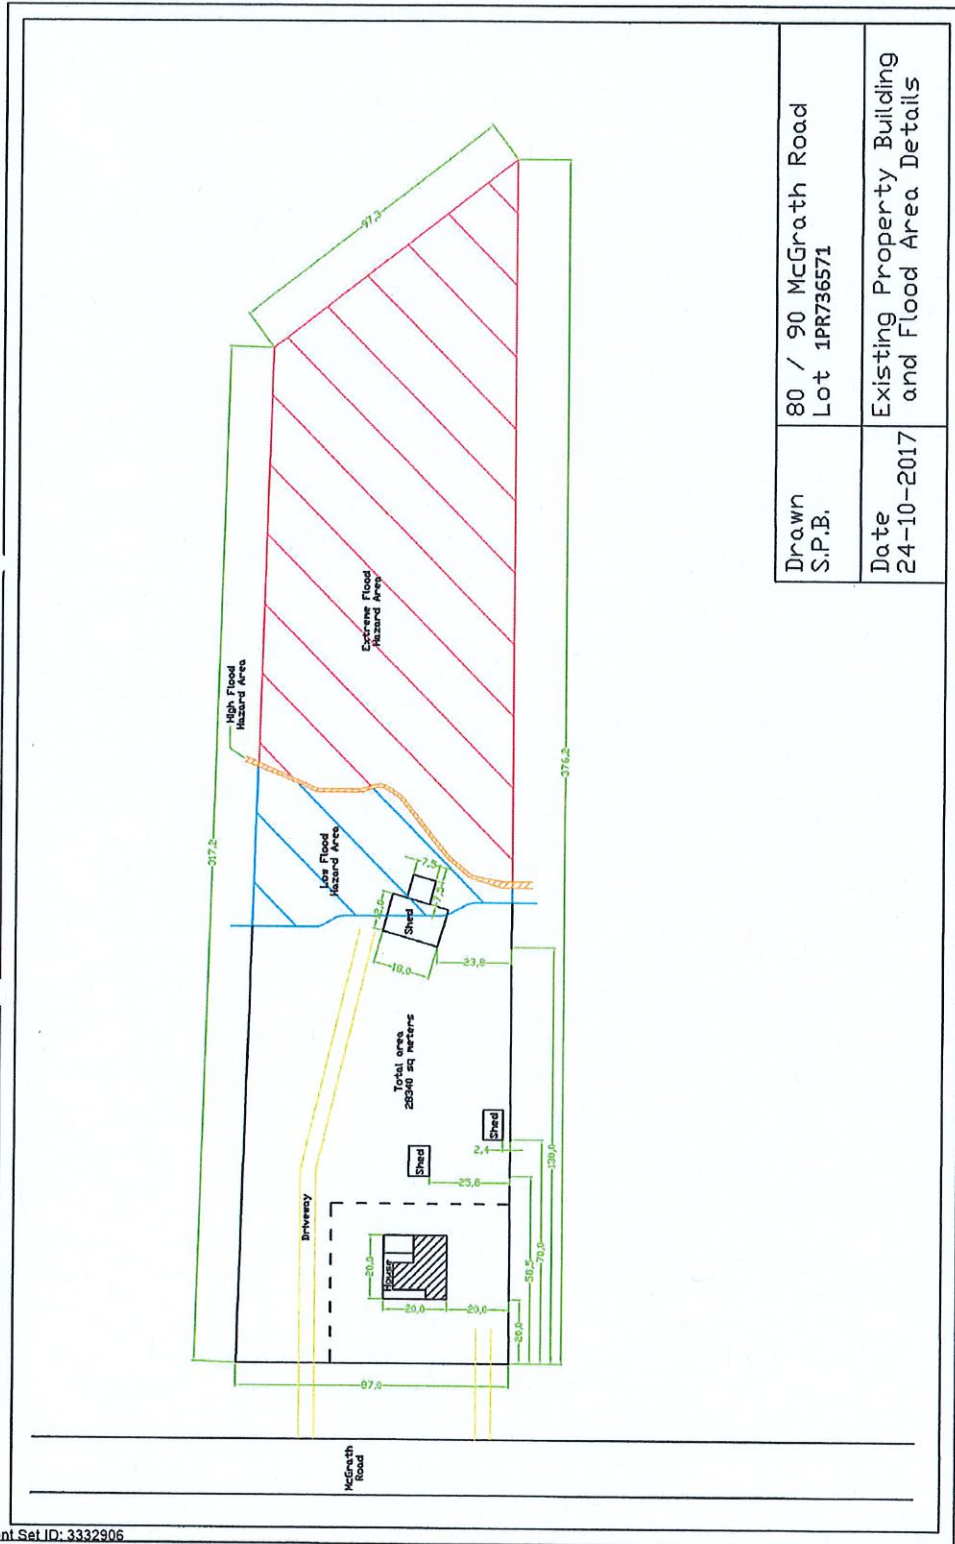 High Flood
Hazard Area
Extreme Flood
Hazard Area
Low Flood
Hazard Area
97,3
317,2
376,2
7,5
7,5
12,0
Shed
18,0
23,8
Total area
28340 sq meters
Driveway
Shed
Shed
2,4
25,8
House
20,0
20,0
20,0
20,0
58,5
70,0
130,0
87,0
McGrath
Road
Drawn
S.P.B.
80 / 90 McGrath Road
Lot 1PR736571
Date
24-10-2017
Existing Property Building
and Flood Area Details
nt Set ID: 3332906